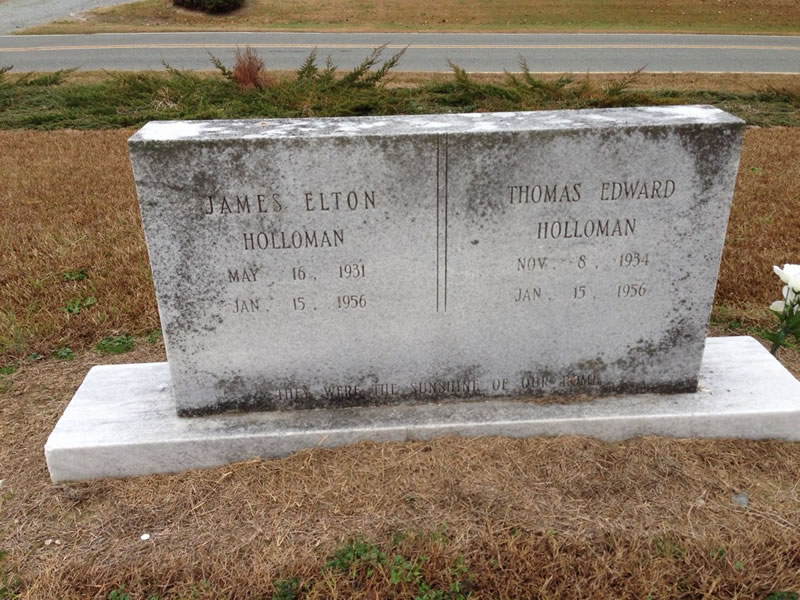 JAMES ELTON
HOLLOMAN
MAY 16, 1931
JAN. 15, 1956
THOMAS EDWARD
HOLLOMAN
NOV. 8, 1934
JAN. 15, 1956
THEY WERE THE SUNSHINE OF OUR HOME